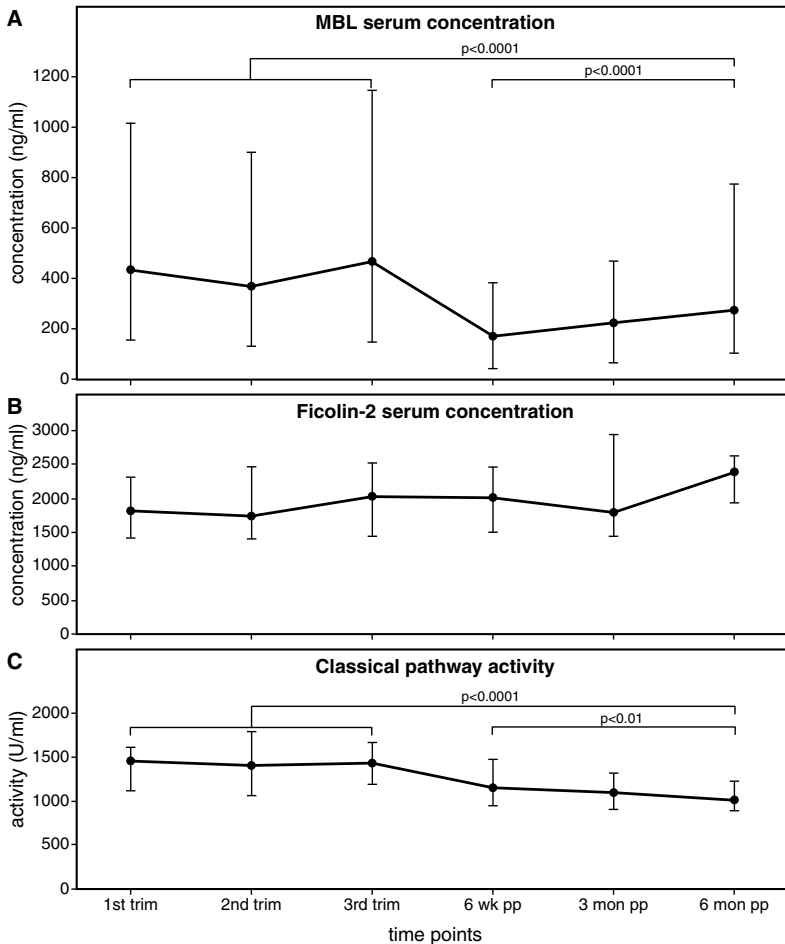 A
MBL serum concentration
p<0.0001
p<0.0001
concentration (ng/ml)
1200
1000
800
600
400
200
0
B
Ficolin-2 serum concentration
concentration (ng/ml)
3000
2500
2000
1500
1000
500
0
C
Classical pathway activity
p<0.0001
p<0.01
activity (U/ml)
2000
1500
1000
500
0
1st trim 2nd trim 3rd trim 6 wk pp 3 mon pp 6 mon pp
time points